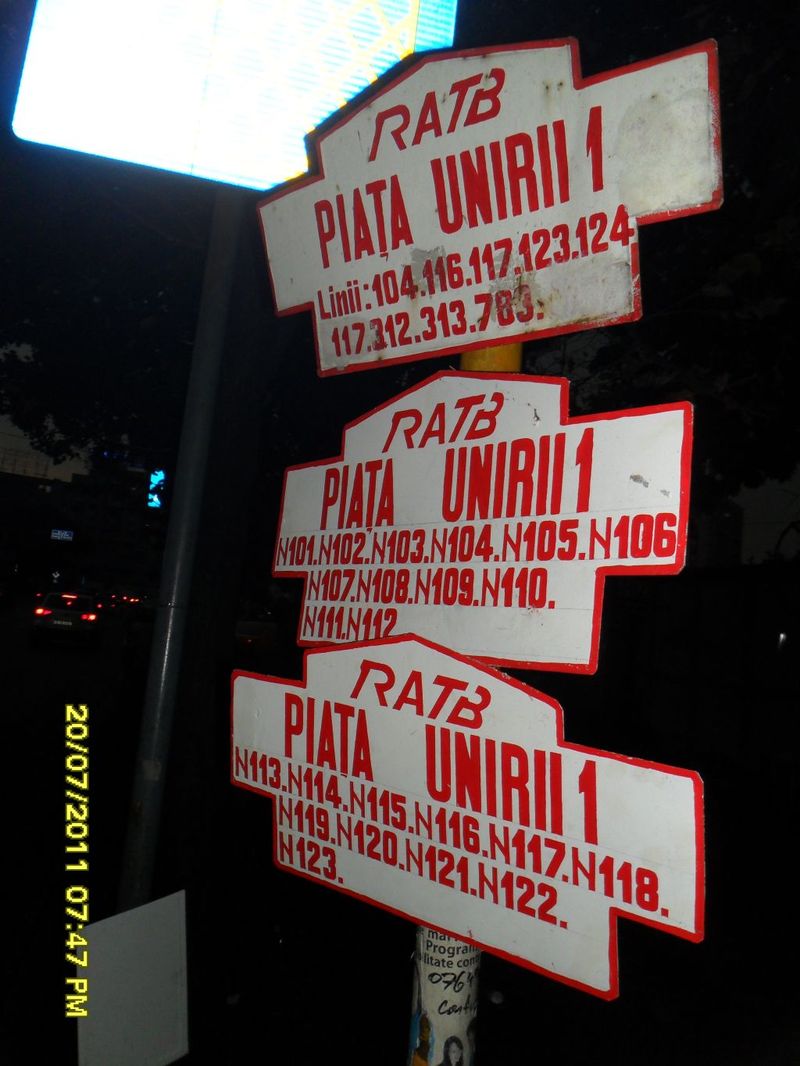 RATB
PIAȚA UNIRII 1
Linii: 104.116.117.123.124
117.312.313.783.
RATB
PIAȚA UNIRII 1
N101.N102.N103.N104.N105.N106
N107.N108.N109.N110.
N111.N112
RATB
PIAȚA UNIRII 1
N113.N114.N115.N116.N117.N118.
N119.N120.N121.N122.
N123.
20/07/2011 07:47 PM